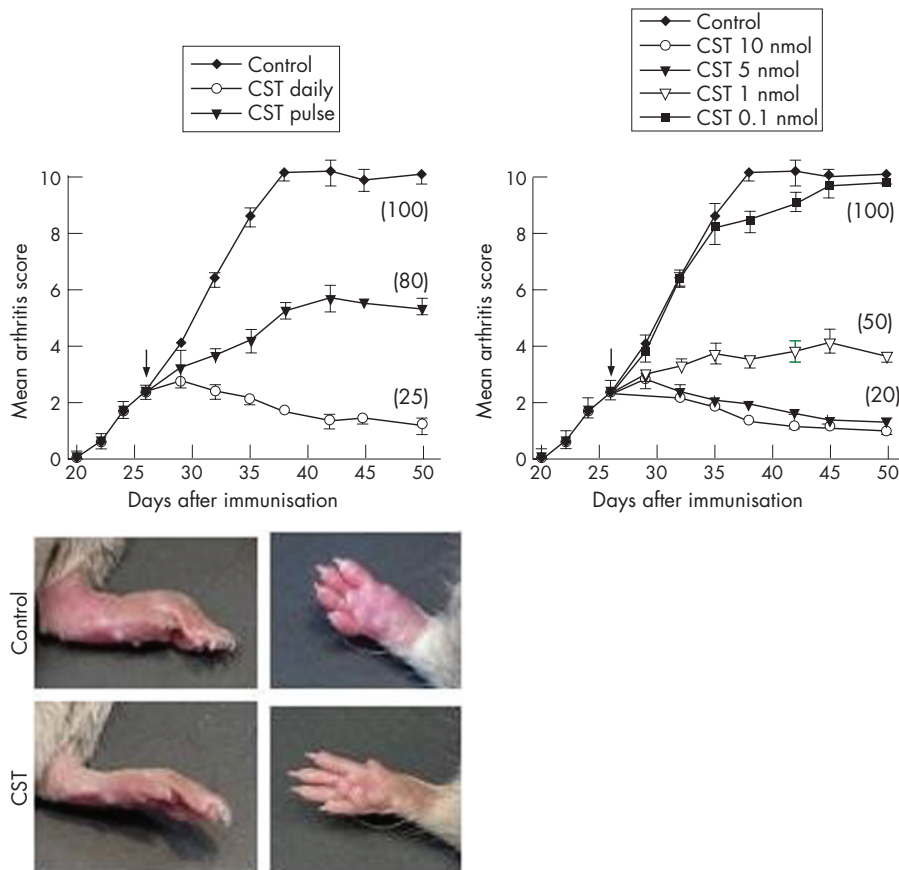 Control
CST daily
CST pulse
10
8
6
4
2
0
Mean arthritis score
(100)
(80)
(25)
20 25 30 35 40 45 50
Days after immunisation
Control
CST 10 nmol
CST 5 nmol
CST 1 nmol
CST 0.1 nmol
10
8
6
4
2
0
Mean arthritis score
(100)
(50)
(20)
20 25 30 35 40 45 50
Days after immunisation
Control
CST